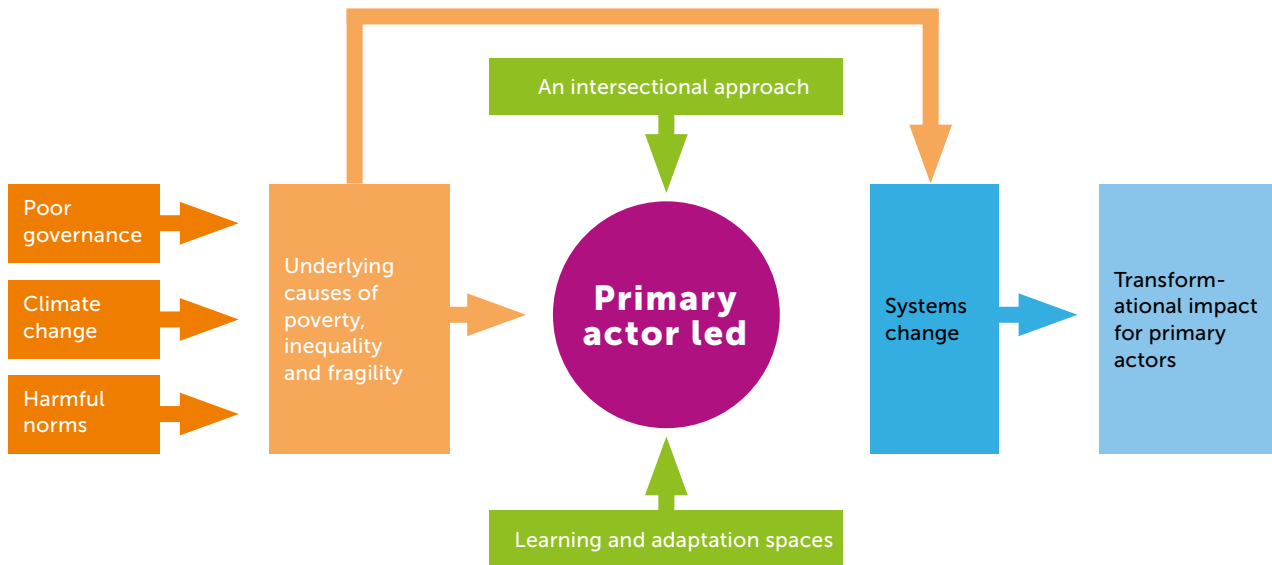 An intersectional approach
Poor
governance
Climate
change
Harmful
norms
Underlying
causes of
poverty,
inequality
and fragility
Primary
actor led
Systems
change
Transform-
ational impact
for primary
actors
Learning and adaptation spaces